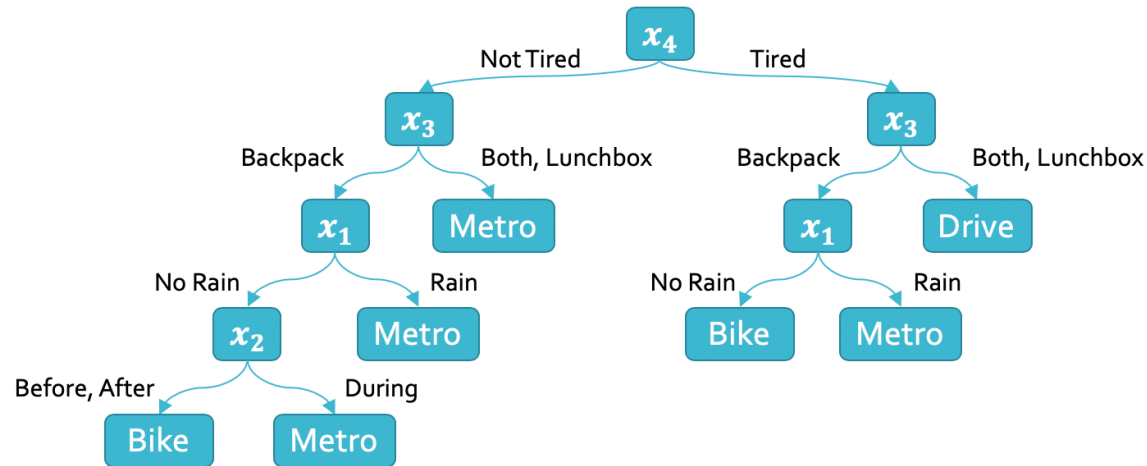 x₄
Not Tired Tired
x₃ x₃
Backpack Both, Lunchbox Backpack Both, Lunchbox
x₁ Metro x₁ Drive
No Rain Rain No Rain Rain
x₂ Metro Bike Metro
Before, After During
Bike Metro